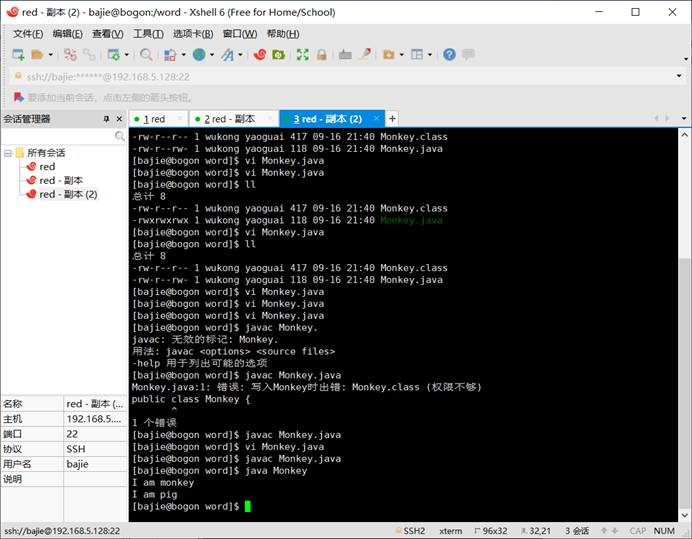 red - 副本 (2) - bajie@bogon:/word - Xshell 6 (Free for Home/School)
文件(F) 编辑(E) 查看(V) 工具(T) 选项卡(B) 窗口(W) 帮助(H)
ssh://bajie:******@192.168.5.128:22
要添加当前会话，点击左侧的箭头按钮。
会话管理器
1 red
2 red - 副本
3 red - 副本 (2)
所有会话
red
red - 副本
red - 副本 (2)
-rw-r--r-- 1 wukong yaoguai 417 09-16 21:40 Monkey.class
-rw-r--rw- 1 wukong yaoguai 118 09-16 21:40 Monkey.java
[bajie@bogon word]$ vi Monkey.java
[bajie@bogon word]$ vi Monkey.java
[bajie@bogon word]$ ll
总计 8
-rw-r--r-- 1 wukong yaoguai 417 09-16 21:40 Monkey.class
-rwxrwxrwx 1 wukong yaoguai 118 09-16 21:40 Monkey.java
[bajie@bogon word]$ vi Monkey.java
[bajie@bogon word]$ ll
总计 8
-rw-r--r-- 1 wukong yaoguai 417 09-16 21:40 Monkey.class
-rw-r--rw- 1 wukong yaoguai 118 09-16 21:40 Monkey.java
[bajie@bogon word]$ vi Monkey.java
[bajie@bogon word]$ vi Monkey.java
[bajie@bogon word]$ vi Monkey.java
[bajie@bogon word]$ javac Monkey.
javac: 无效的标记: Monkey.
用法: javac <options> <source files>
-help 用于列出可能的选项
[bajie@bogon word]$ javac Monkey.java
Monkey.java:1: 错误: 写入Monkey时出错: Monkey.class (权限不够)
public class Monkey {
^
1 个错误
[bajie@bogon word]$ javac Monkey.java
[bajie@bogon word]$ vi Monkey.java
[bajie@bogon word]$ javac Monkey.java
[bajie@bogon word]$ java Monkey
I am monkey
I am pig
[bajie@bogon word]$
名称 red - 副本 (...
主机 192.168.5....
端口 22
协议 SSH
用户名 bajie
说明
ssh://bajie@192.168.5.128:22 SSH2 xterm 96x32 32,21 3 会话 CAP NUM